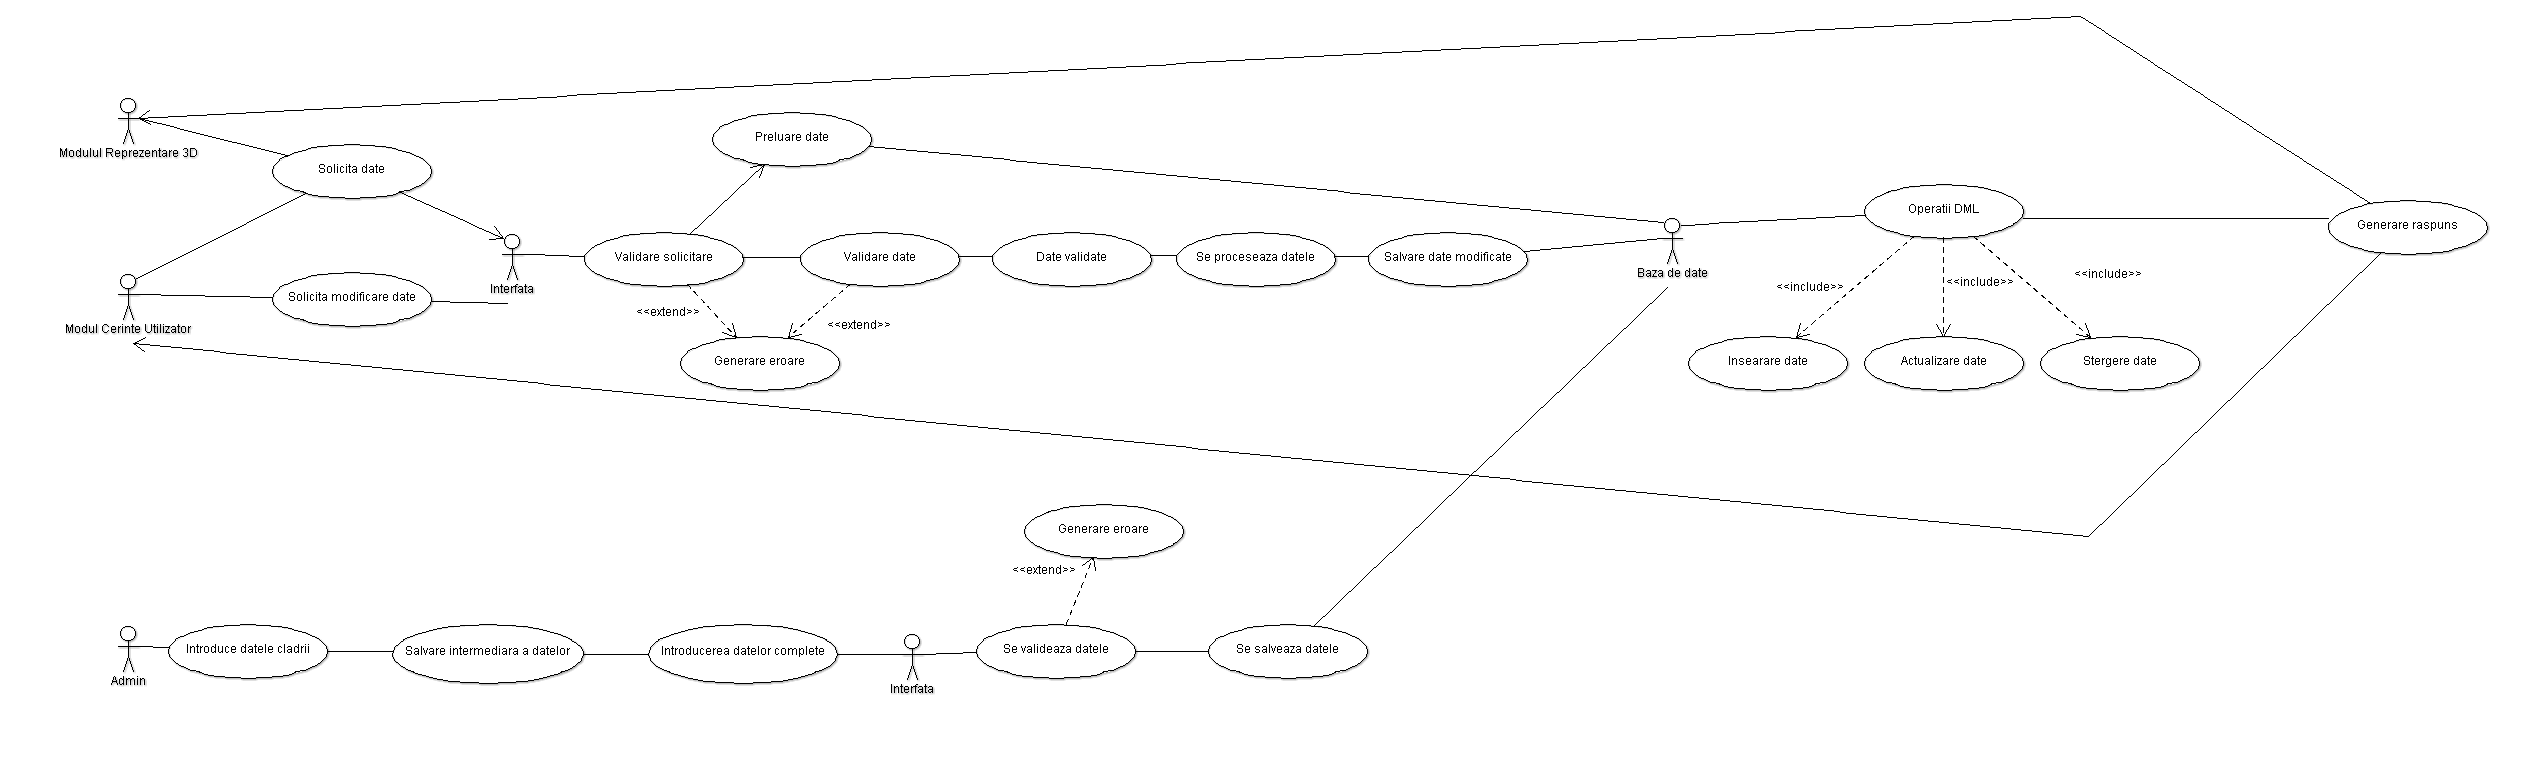 Modulul Reprezentare 3D
Solicita date
Preluare date
Modul Cerinte Utilizator
Solicita modificare date
Interfata
Validare solicitare
Validare date
Date validate
Se proceseaza datele
Salvare date modificate
Baza de date
Operatii DML
Generare raspuns
<<extend>>
<<extend>>
Generare eroare
<<include>>
<<include>>
<<include>>
Insearare date
Actualizare date
Stergere date
Generare eroare
<<extend>>
Admin
Introduce datele cladrii
Salvare intermediara a datelor
Introducerea datelor complete
Interfata
Se valideaza datele
Se salveaza datele